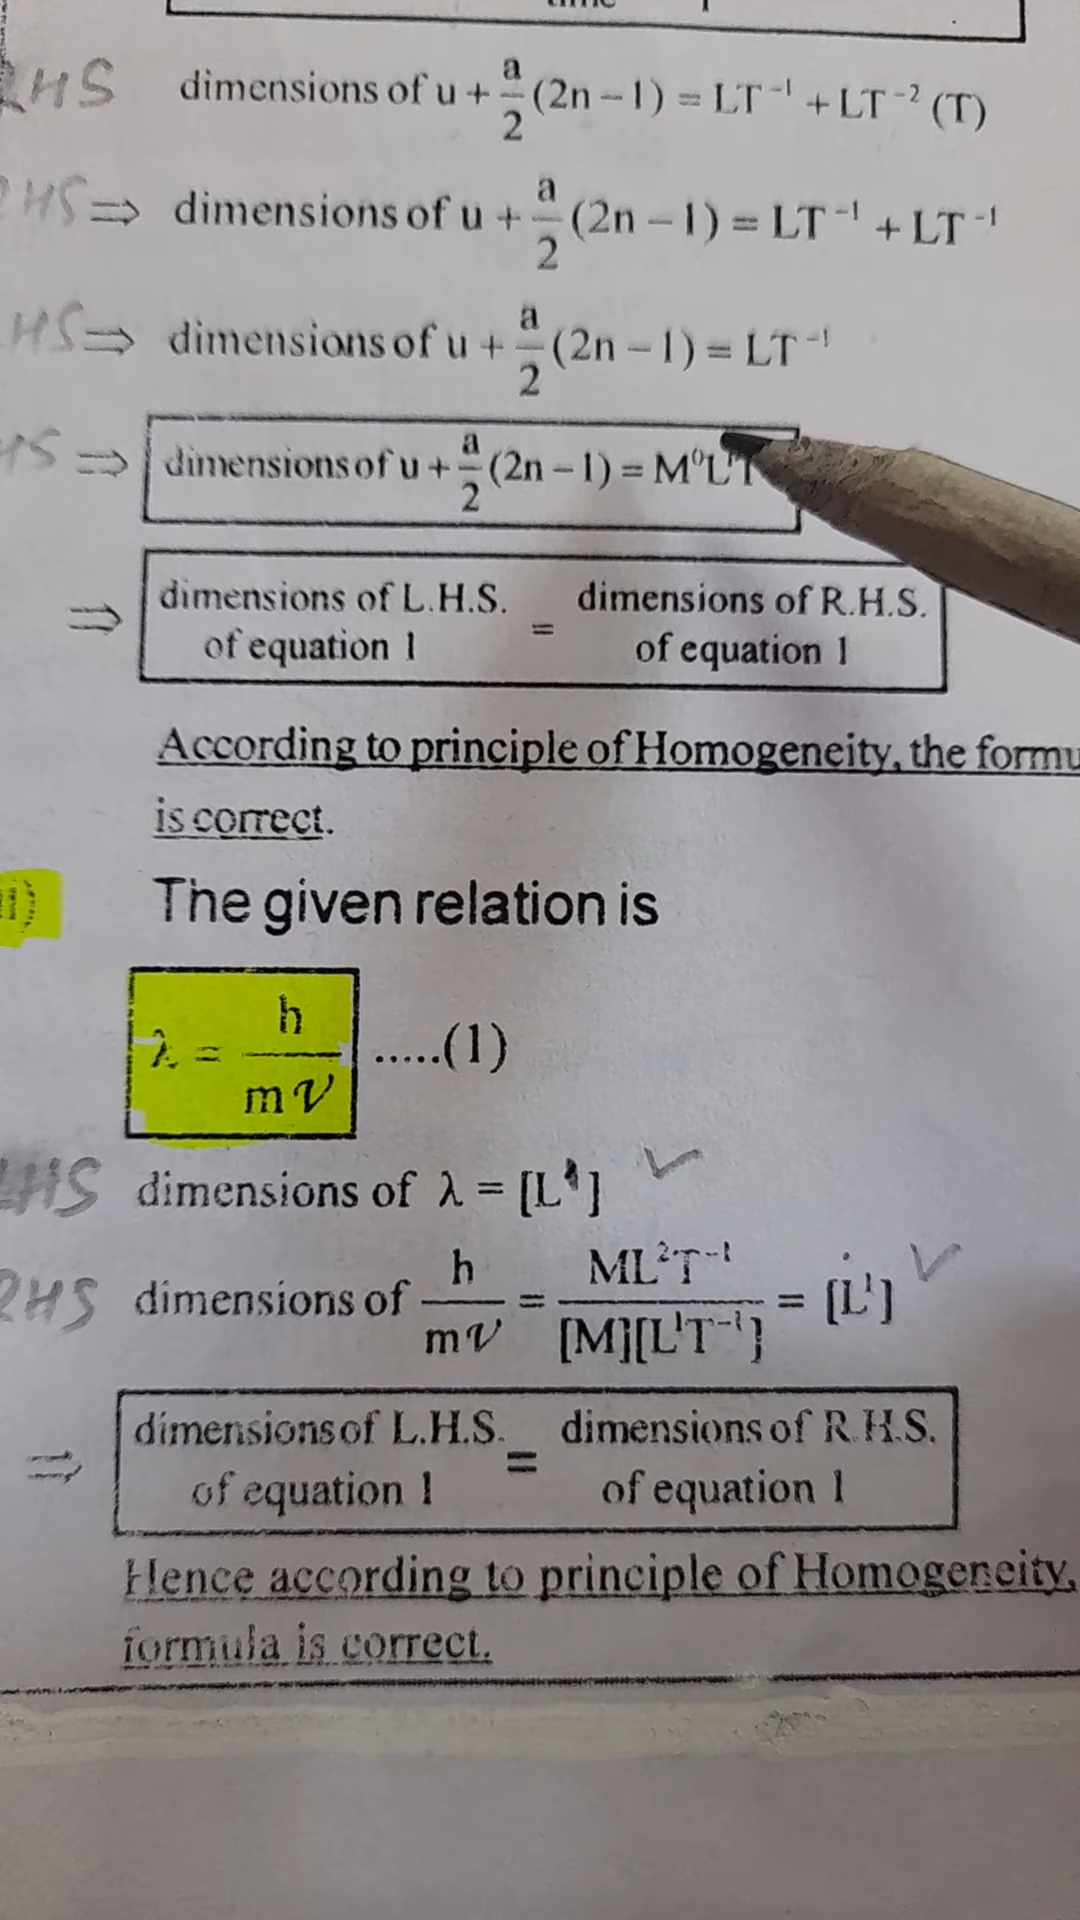 RHS dimensions of u + a/2 (2n – 1) = LT⁻¹ + LT⁻² (T)
RHS ⇒ dimensions of u + a/2 (2n – 1) = LT⁻¹ + LT⁻¹
HS ⇒ dimensions of u + a/2 (2n – 1) = LT⁻¹
HS ⇒ dimensions of u + a/2 (2n – 1) = M⁰L¹T
⇒ dimensions of L.H.S. of equation 1 = dimensions of R.H.S. of equation 1
According to principle of Homogeneity, the formu
is correct.
The given relation is
λ = h/mv .....(1)
LHS dimensions of λ = [L¹]
RHS dimensions of h/mv = ML²T⁻¹/[M][L¹T⁻¹] = [L¹]
⇒ dimensions of L.H.S. of equation 1 = dimensions of R.H.S. of equation 1
Hence according to principle of Homogeneity,
formula is correct.